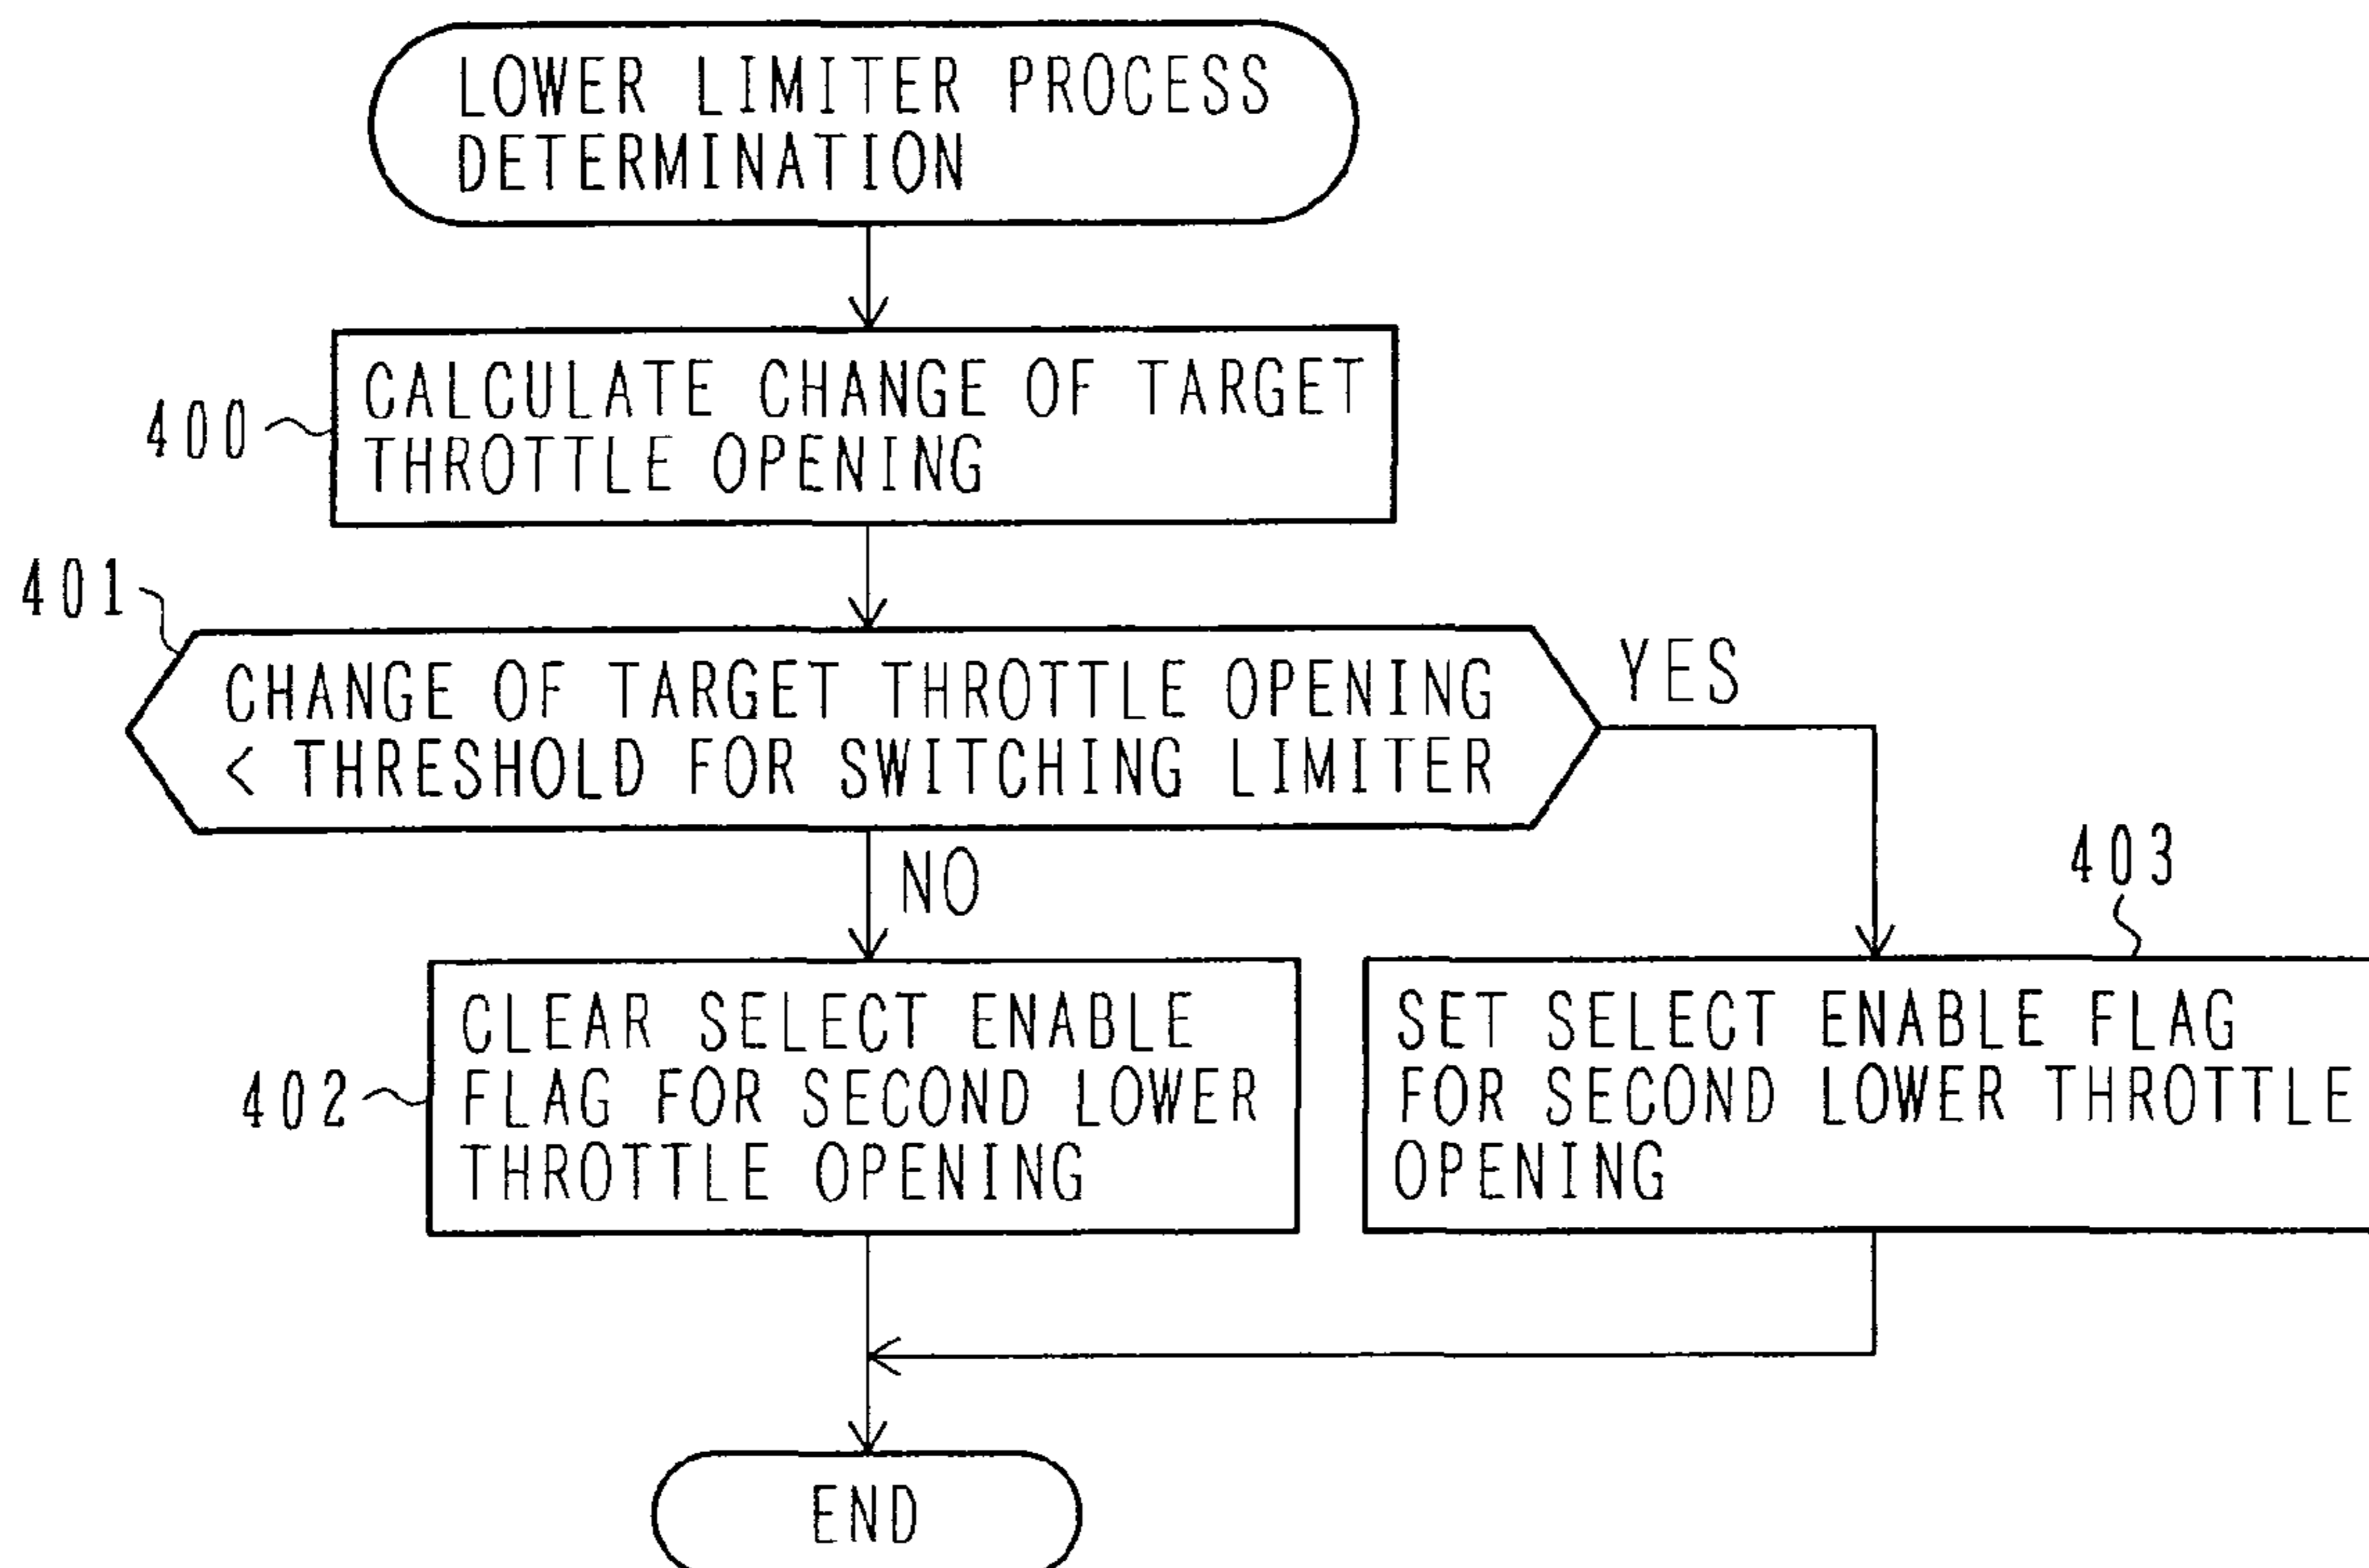 LOWER LIMITER PROCESS
DETERMINATION
400
CALCULATE CHANGE OF TARGET
THROTTLE OPENING
401
CHANGE OF TARGET THROTTLE OPENING
< THRESHOLD FOR SWITCHING LIMITER
YES
NO
402
CLEAR SELECT ENABLE
FLAG FOR SECOND LOWER
THROTTLE OPENING
403
SET SELECT ENABLE FLAG
FOR SECOND LOWER THROTTLE
OPENING
END